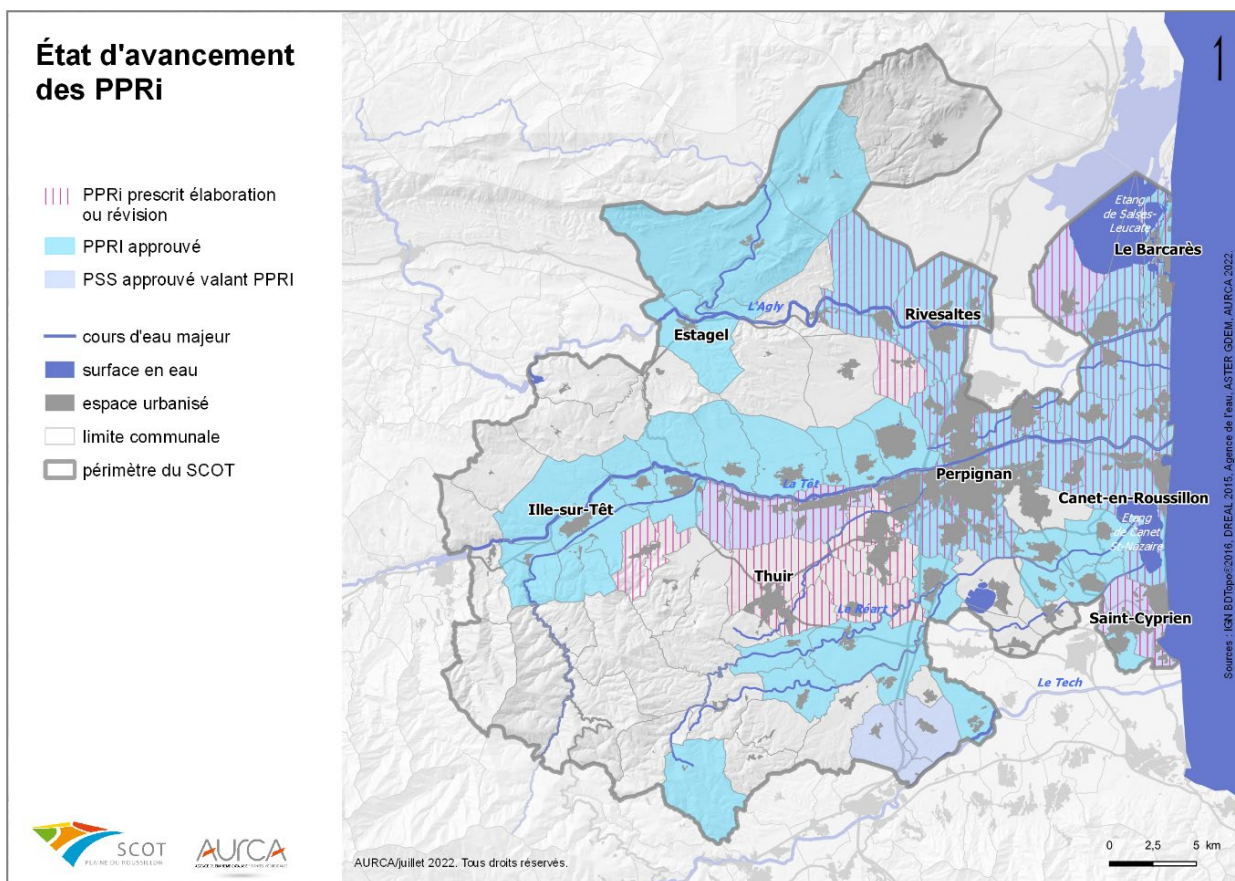 État d'avancement
des PPRi
PPRi prescrit élaboration
ou révision
PPRI approuvé
PSS approuvé valant PPRI
cours d'eau majeur
surface en eau
espace urbanisé
limite communale
périmètre du SCOT
SCOT
PLAINE DU ROUSSILLON
AURCA
1
Etang
de Salses-
Leucate
Le Barcarès
L'Agly
Rivesaltes
Estagel
Perpignan
La Têt
Ille-sur-Têt
Canet-en-Roussillon
Etang
de Canet
St-Nazaire
Thuir
Le Réart
Saint-Cyprien
Le Tech
AURCA/juillet 2022. Tous droits réservés.
0 2,5 5 km
Sources : IGN BDTopo®2016, DREAL 2015, Agence de l'eau, ASTER GDEM, AURCA 2022.